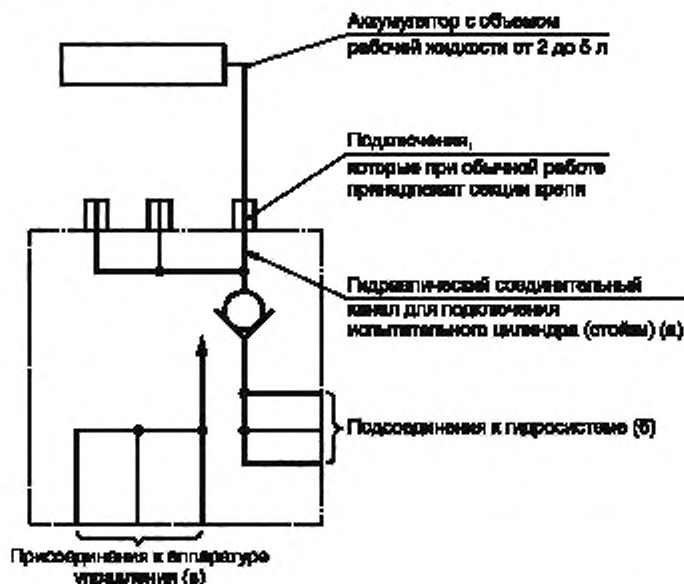 Аккумулятор с объемом
рабочей жидкости от 2 до 5 л
Подключения,
которые при обычной работе
принадлежат секции крепи
Гидравлический соединительный
канал для подключения
испытательного цилиндра (стойки) (а)
Подсоединения к гидросистеме (б)
Присоединения к аппаратуре
управления (в)